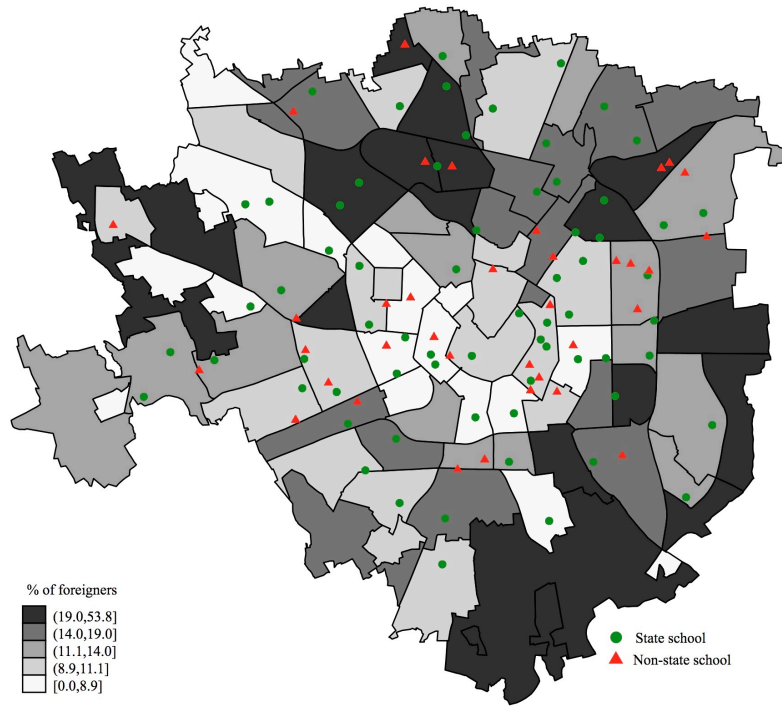 % of foreigners
(19.0,53.8]
(14.0,19.0]
(11.1,14.0]
(8.9,11.1]
[0.0,8.9]
State school
Non-state school